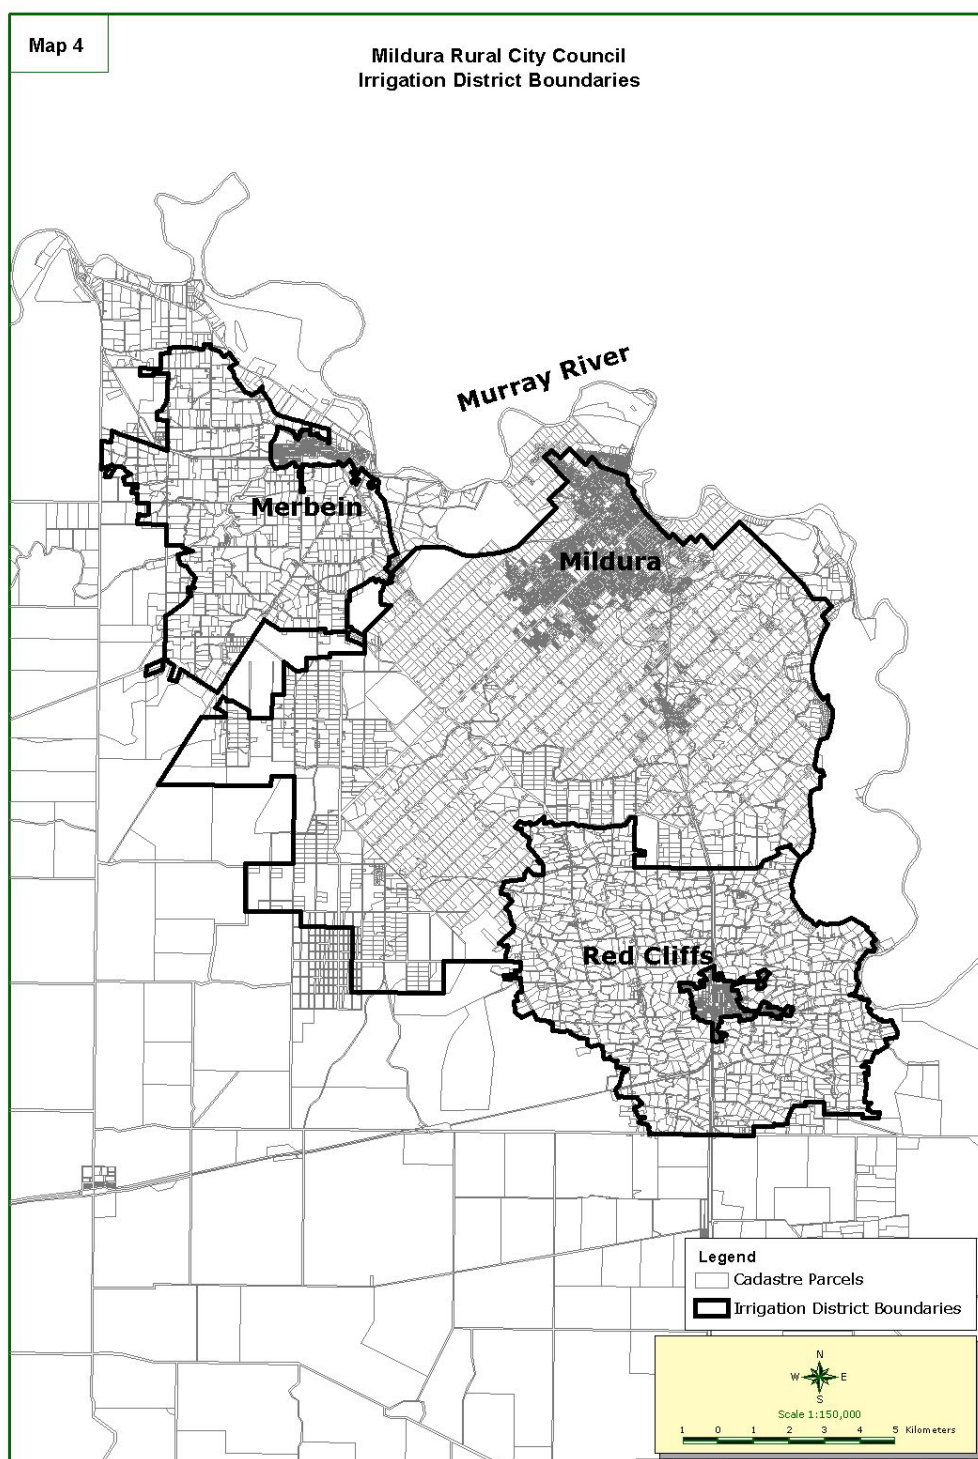 Map 4
Mildura Rural City Council
Irrigation District Boundaries
Murray River
Merbein
Mildura
Red Cliffs
Legend
Cadastre Parcels
Irrigation District Boundaries
N
W E
S
Scale 1:150,000
1 0 1 2 3 4 5 Kilometers